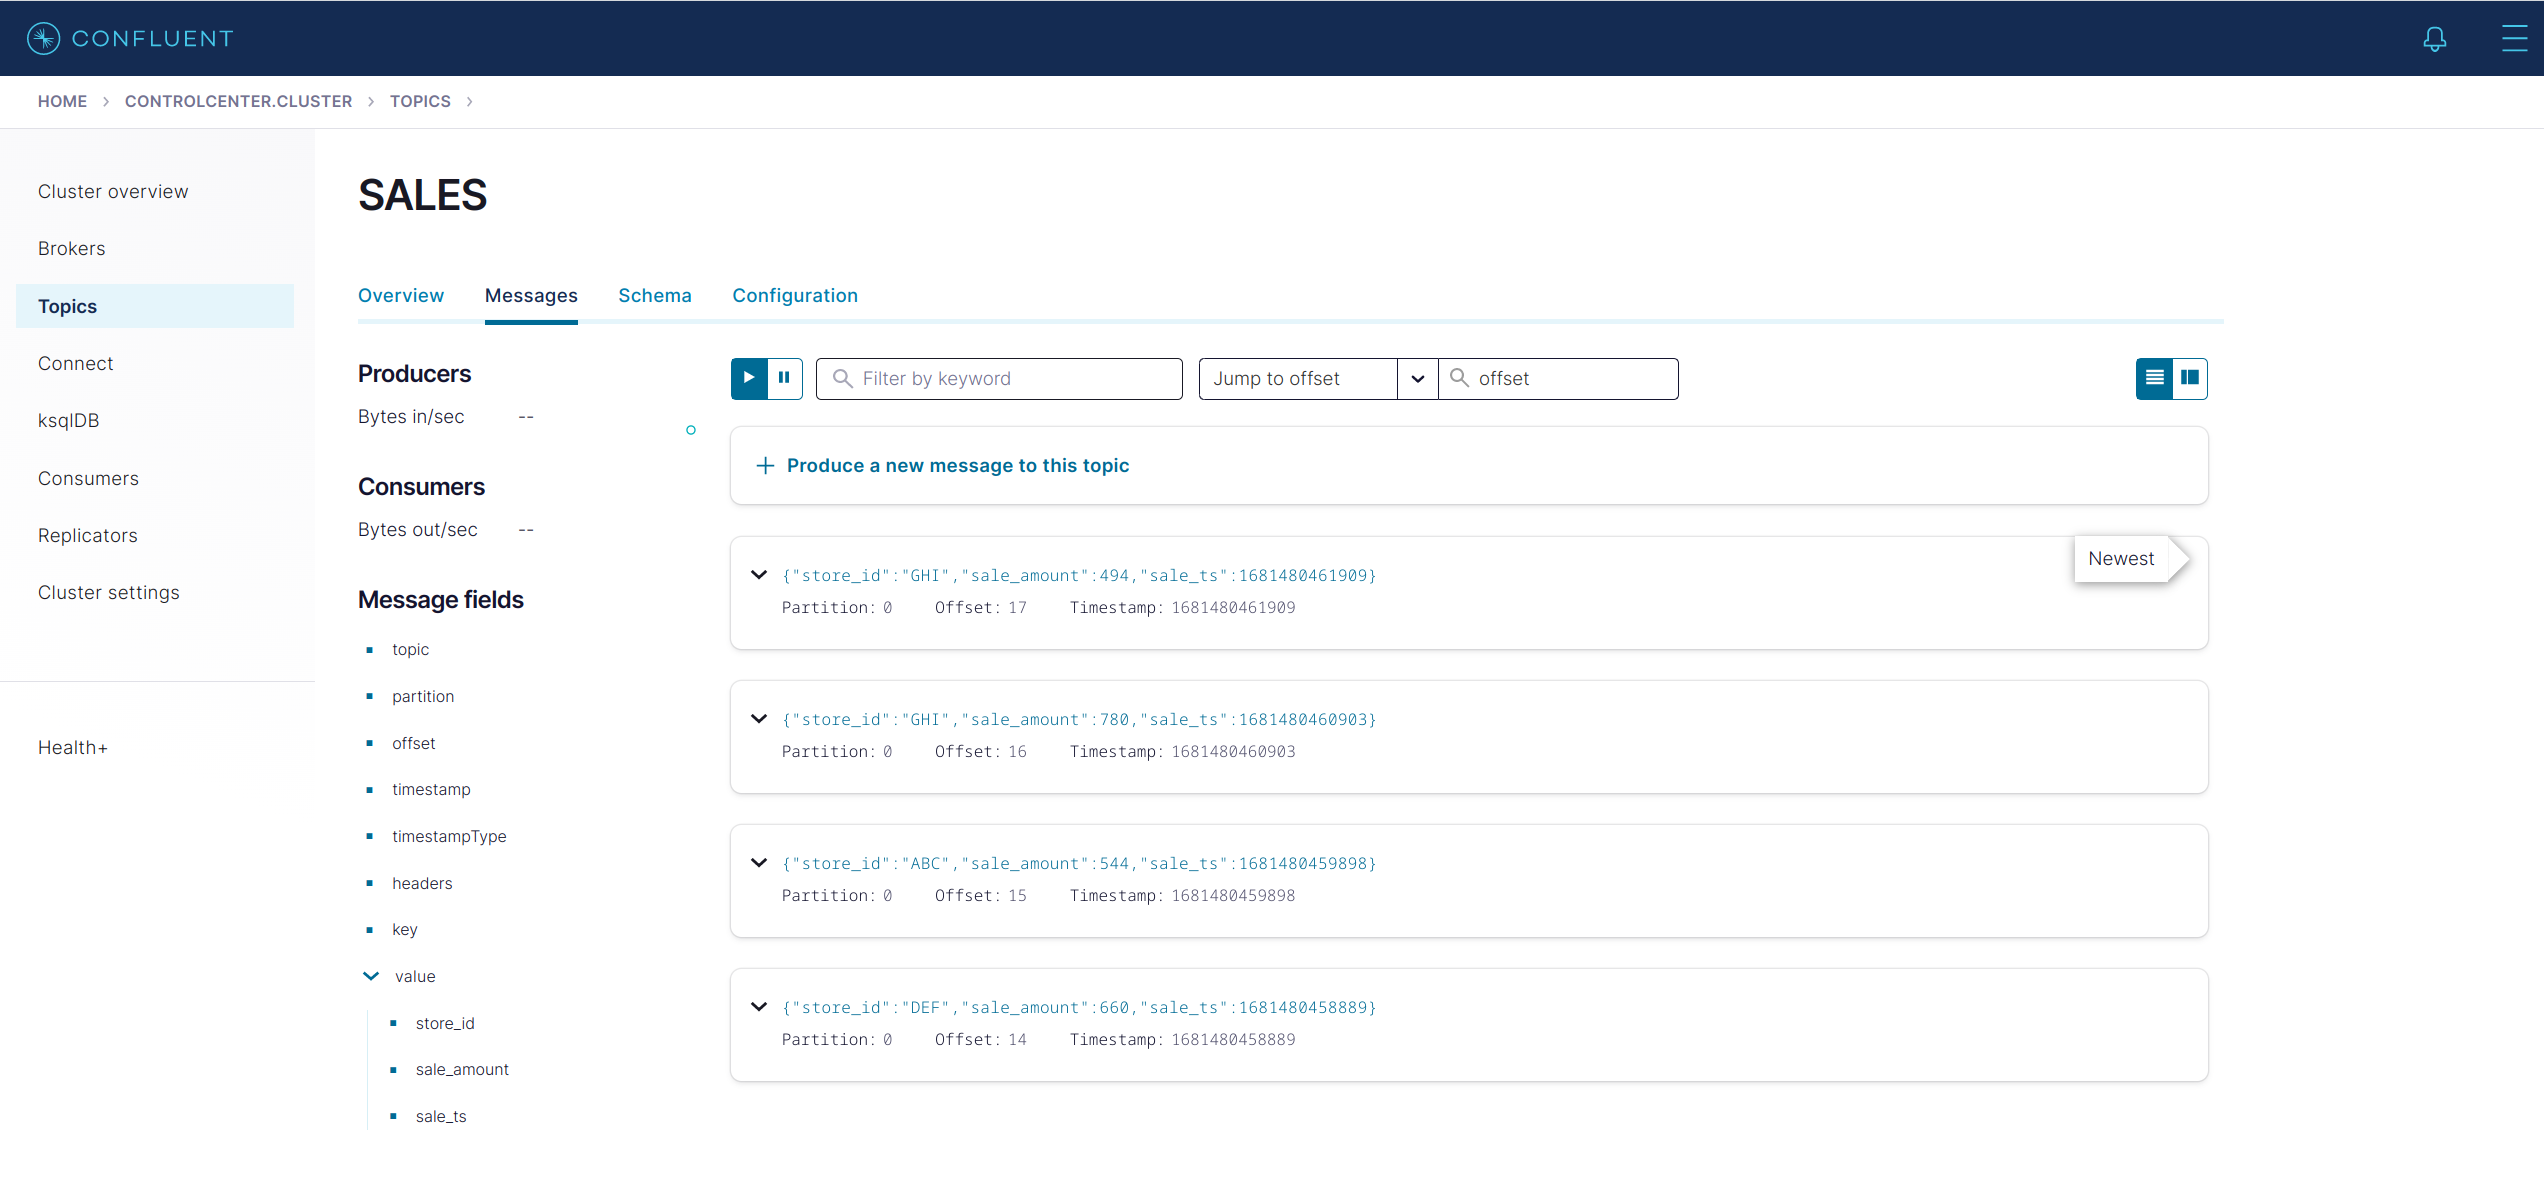 CONFLUENT
HOME > CONTROLCENTER.CLUSTER > TOPICS >
Cluster overview
Brokers
Topics
Connect
ksqlDB
Consumers
Replicators
Cluster settings
Health+
SALES
Overview Messages Schema Configuration
Producers
Bytes in/sec --
Consumers
Bytes out/sec --
Message fields
topic
partition
offset
timestamp
timestampType
headers
key
value
store_id
sale_amount
sale_ts
Filter by keyword Jump to offset offset
+ Produce a new message to this topic
Newest
{"store_id":"GHI","sale_amount":494,"sale_ts":1681480461909}
Partition: 0 Offset: 17 Timestamp: 1681480461909
{"store_id":"GHI","sale_amount":780,"sale_ts":1681480460903}
Partition: 0 Offset: 16 Timestamp: 1681480460903
{"store_id":"ABC","sale_amount":544,"sale_ts":1681480459898}
Partition: 0 Offset: 15 Timestamp: 1681480459898
{"store_id":"DEF","sale_amount":660,"sale_ts":1681480458889}
Partition: 0 Offset: 14 Timestamp: 1681480458889